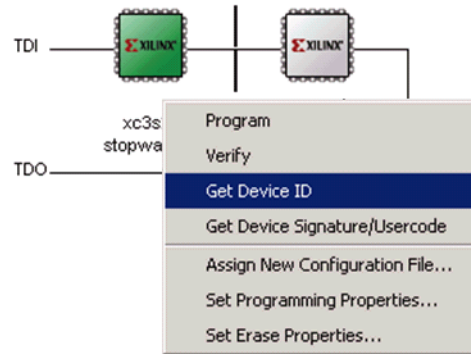 TDI
XILINX
XILINX
xc3s
stopwa
TDO
Program
Verify
Get Device ID
Get Device Signature/Usercode
Assign New Configuration File...
Set Programming Properties...
Set Erase Properties...